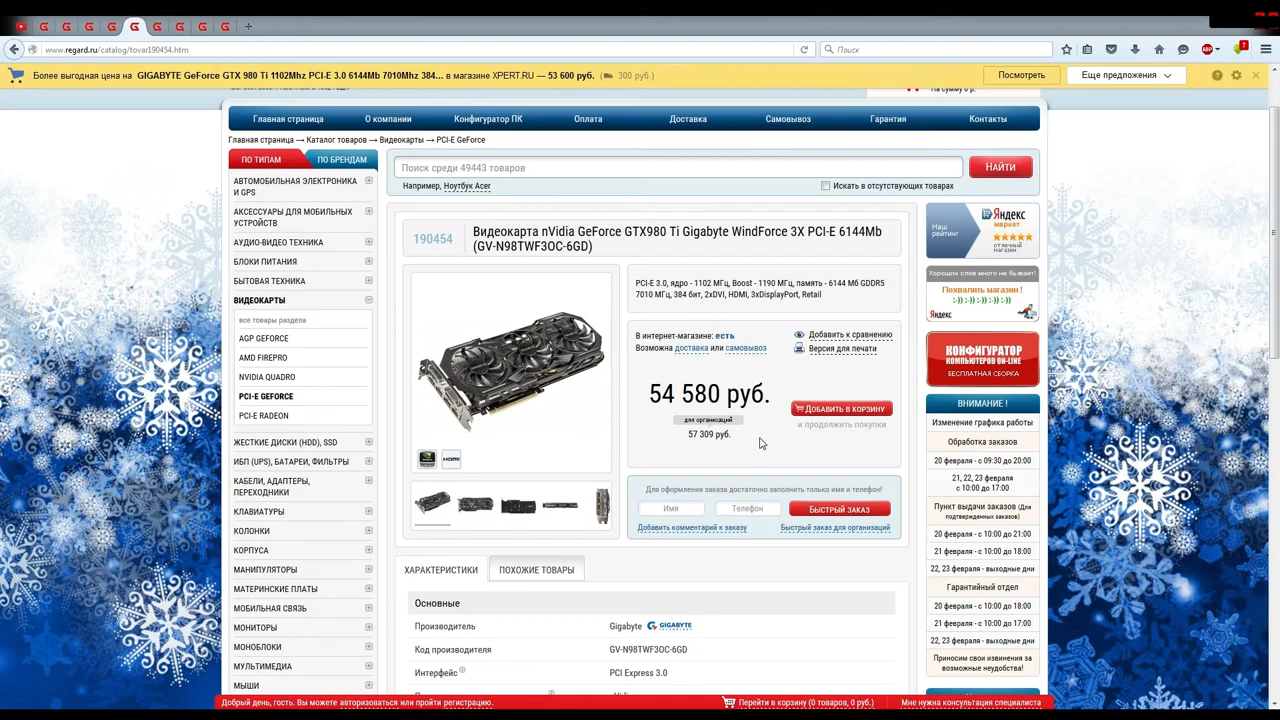 www.regard.ru/catalog/tovar190454.htm
Поиск
Более выгодная цена на GIGABYTE GeForce GTX 980 Ti 1102Mhz PCI-E 3.0 6144Mb 7010Mhz 384... в магазине XPERT.RU — 53 600 руб. ( 300 руб.)
Посмотреть
Еще предложения
На сумму 0 р.
Главная страница
О компании
Конфигуратор ПК
Оплата
Доставка
Самовывоз
Гарантия
Контакты
Главная страница → Каталог товаров → Видеокарты → PCI-E GeForce
ПО ТИПАМ
ПО БРЕНДАМ
АВТОМОБИЛЬНАЯ ЭЛЕКТРОНИКА
И GPS
АКСЕССУАРЫ ДЛЯ МОБИЛЬНЫХ
УСТРОЙСТВ
АУДИО-ВИДЕО ТЕХНИКА
БЛОКИ ПИТАНИЯ
БЫТОВАЯ ТЕХНИКА
ВИДЕОКАРТЫ
все товары раздела
AGP GEFORCE
AMD FIREPRO
NVIDIA QUADRO
PCI-E GEFORCE
PCI-E RADEON
ЖЕСТКИЕ ДИСКИ (HDD), SSD
ИБП (UPS), БАТАРЕИ, ФИЛЬТРЫ
КАБЕЛИ, АДАПТЕРЫ,
ПЕРЕХОДНИКИ
КЛАВИАТУРЫ
КОЛОНКИ
КОРПУСА
МАНИПУЛЯТОРЫ
МАТЕРИНСКИЕ ПЛАТЫ
МОБИЛЬНАЯ СВЯЗЬ
МОНИТОРЫ
МОНОБЛОКИ
МУЛЬТИМЕДИА
МЫШИ
Поиск среди 49443 товаров
НАЙТИ
Например, Ноутбук Acer
Искать в отсутствующих товарах
190454
Видеокарта nVidia GeForce GTX980 Ti Gigabyte WindForce 3X PCI-E 6144Mb
(GV-N98TWF3OC-6GD)
HDMI
PCI-E 3.0, ядро - 1102 МГц, Boost - 1190 МГц, память - 6144 Мб GDDR5
7010 МГц, 384 бит, 2xDVI, HDMI, 3xDisplayPort, Retail
В интернет-магазине: есть
Возможна доставка или самовывоз
Добавить к сравнению
Версия для печати
54 580 руб.
для организаций
57 309 руб.
ДОБАВИТЬ В КОРЗИНУ
и продолжить покупки
Для оформления заказа достаточно заполнить только имя и телефон!
Имя
Телефон
БЫСТРЫЙ ЗАКАЗ
Добавить комментарий к заказу
Быстрый заказ для организаций
ХАРАКТЕРИСТИКИ
ПОХОЖИЕ ТОВАРЫ
Основные
Производитель
Gigabyte GIGABYTE
Код производителя
GV-N98TWF3OC-6GD
Интерфейс
PCI Express 3.0
Наш
рейтинг
Яндекс
маркет
отличный
магазин
Хороших слов много не бывает!
Похвалить магазин !
:-)) :-) :-) :-) :-)
Яндекс
КОНФИГУРАТОР
КОМПЬЮТЕРОВ ON-LINE
БЕСПЛАТНАЯ СБОРКА
ВНИМАНИЕ !
Изменение графика работы
Обработка заказов
20 февраля - с 09:30 до 20:00
21, 22, 23 февраля
с 10:00 до 17:00
Пункт выдачи заказов (для
подтвержденных заказов)
20 февраля - с 10:00 до 21:00
21 февраля - с 10:00 до 18:00
22, 23 февраля - выходные дни
Гарантийный отдел
20 февраля - с 10:00 до 18:00
21 февраля - с 10:00 до 17:00
22, 23 февраля - выходные дни
Приносим свои извинения за
возможные неудобства!
Добрый день, гость. Вы можете авторизоваться или пройти регистрацию.
Перейти в корзину (0 товаров, 0 руб.)
Мне нужна консультация специалиста